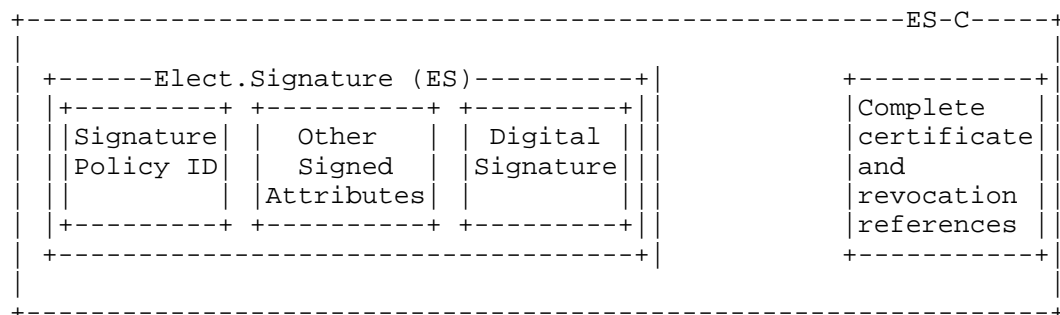 ES-C
Elect.Signature (ES)
Complete
Signature Other Digital certificate
Policy ID Signed Signature and
Attributes revocation
references